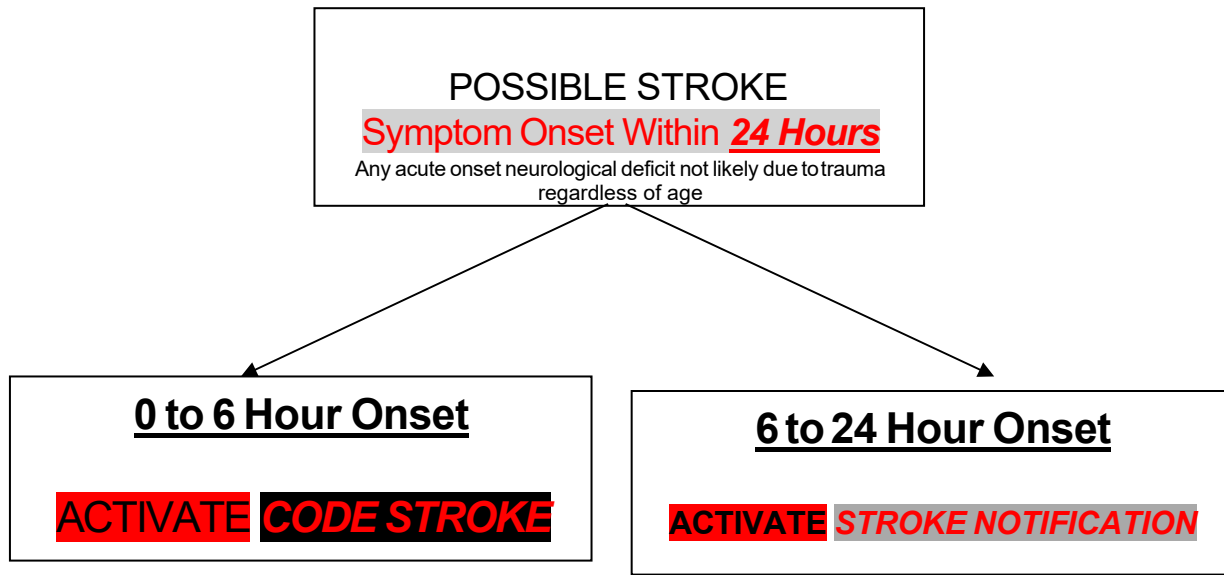 POSSIBLE STROKE
Symptom Onset Within 24 Hours
Any acute onset neurological deficit not likely due to trauma
regardless of age
0 to 6 Hour Onset
6 to 24 Hour Onset
ACTIVATE CODE STROKE
ACTIVATE STROKE NOTIFICATION